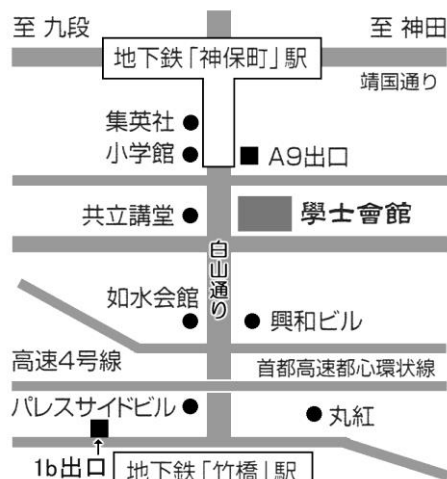 至 九段
至 神田
地下鉄「神保町」駅
靖国通り
集英社
小学館
A9出口
共立講堂
學士會館
白山通り
如水会館
興和ビル
高速4号線
首都高速都心環状線
パレスサイドビル
丸紅
1b出口
地下鉄「竹橋」駅